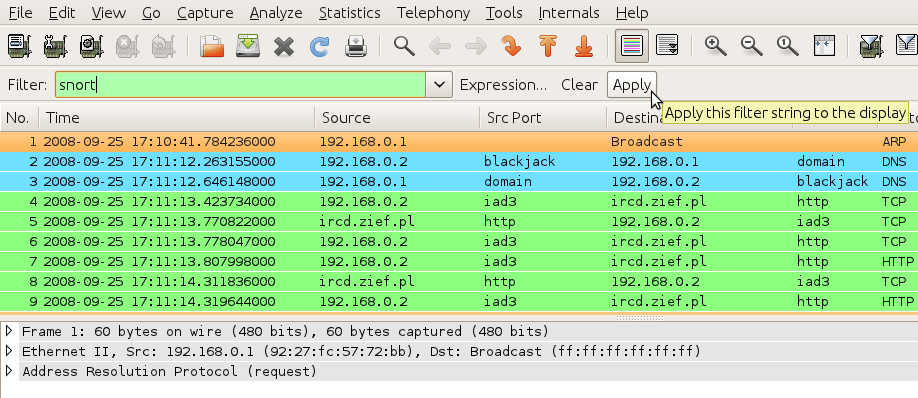 File Edit View Go Capture Analyze Statistics Telephony Tools Internals Help
Filter: snort Expression... Clear Apply
Apply this filter string to the display
No. Time Source Src Port
1 2008-09-25 17:10:41.784236000 192.168.0.1 Broadcast ARP
2 2008-09-25 17:11:12.263155000 192.168.0.2 blackjack 192.168.0.1 domain DNS
3 2008-09-25 17:11:12.646148000 192.168.0.1 domain 192.168.0.2 blackjack DNS
4 2008-09-25 17:11:13.423734000 192.168.0.2 iad3 ircd.zief.pl http TCP
5 2008-09-25 17:11:13.770822000 ircd.zief.pl http 192.168.0.2 iad3 TCP
6 2008-09-25 17:11:13.778047000 192.168.0.2 iad3 ircd.zief.pl http TCP
7 2008-09-25 17:11:13.807998000 192.168.0.2 iad3 ircd.zief.pl http HTTP
8 2008-09-25 17:11:14.311836000 ircd.zief.pl http 192.168.0.2 iad3 TCP
9 2008-09-25 17:11:14.319644000 192.168.0.2 iad3 ircd.zief.pl http HTTP
Frame 1: 60 bytes on wire (480 bits), 60 bytes captured (480 bits)
Ethernet II, Src: 192.168.0.1 (92:27:fc:57:72:bb), Dst: Broadcast (ff:ff:ff:ff:ff:ff)
Address Resolution Protocol (request)